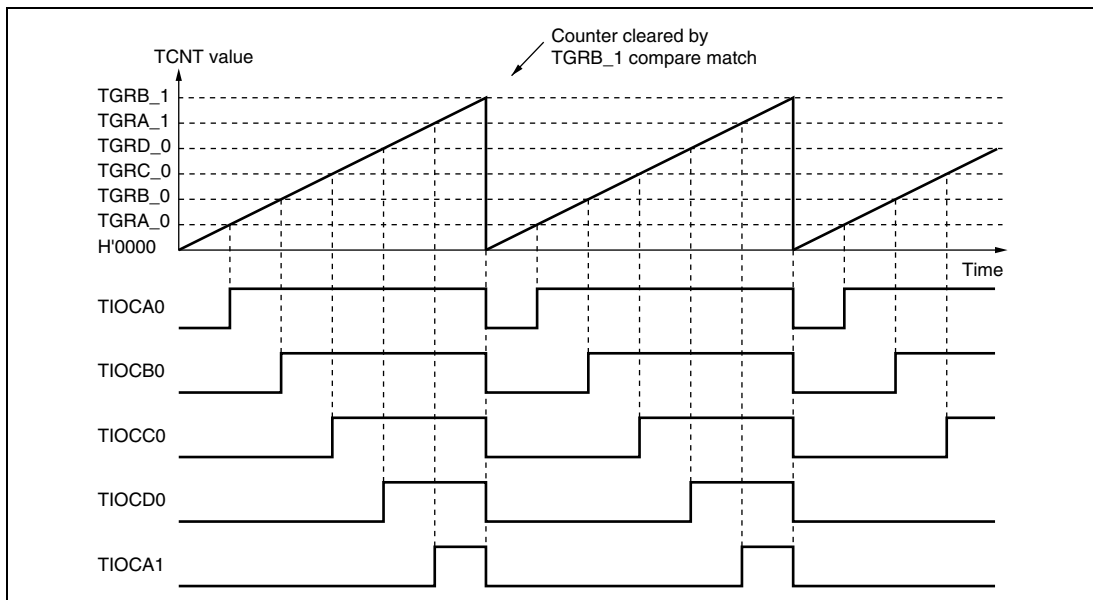 Counter cleared by
TGRB_1 compare match
TCNT value
TGRB_1
TGRA_1
TGRD_0
TGRC_0
TGRB_0
TGRA_0
H'0000
Time
TIOCA0
TIOCB0
TIOCC0
TIOCD0
TIOCA1